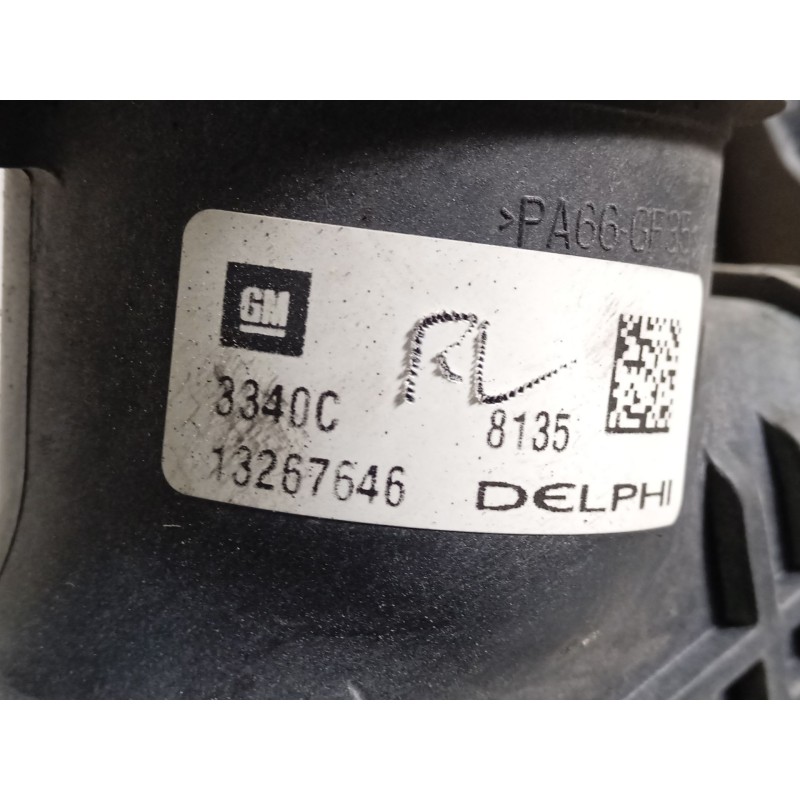 >PA66-GF35<
GM
RL
3340C
8135
13267646
DELPHI